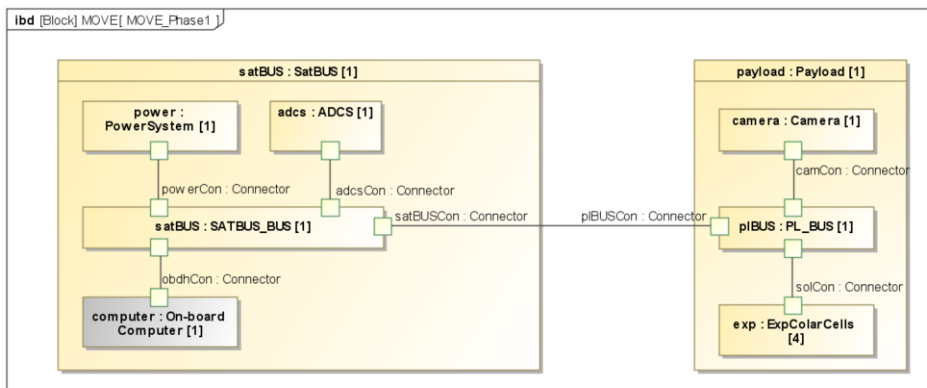 ibd [Block] MOVE[ MOVE_Phase1 ]
satBUS : SatBUS [1]
power :
PowerSystem [1]
adcs : ADCS [1]
powerCon : Connector
adcsCon : Connector
satBUS : SATBUS_BUS [1]
satBUSCon : Connector
obdhCon : Connector
computer : On-board
Computer [1]
payload : Payload [1]
camera : Camera [1]
camCon : Connector
plBUSCon : Connector
plBUS : PL_BUS [1]
solCon : Connector
exp : ExpColarCells
[4]